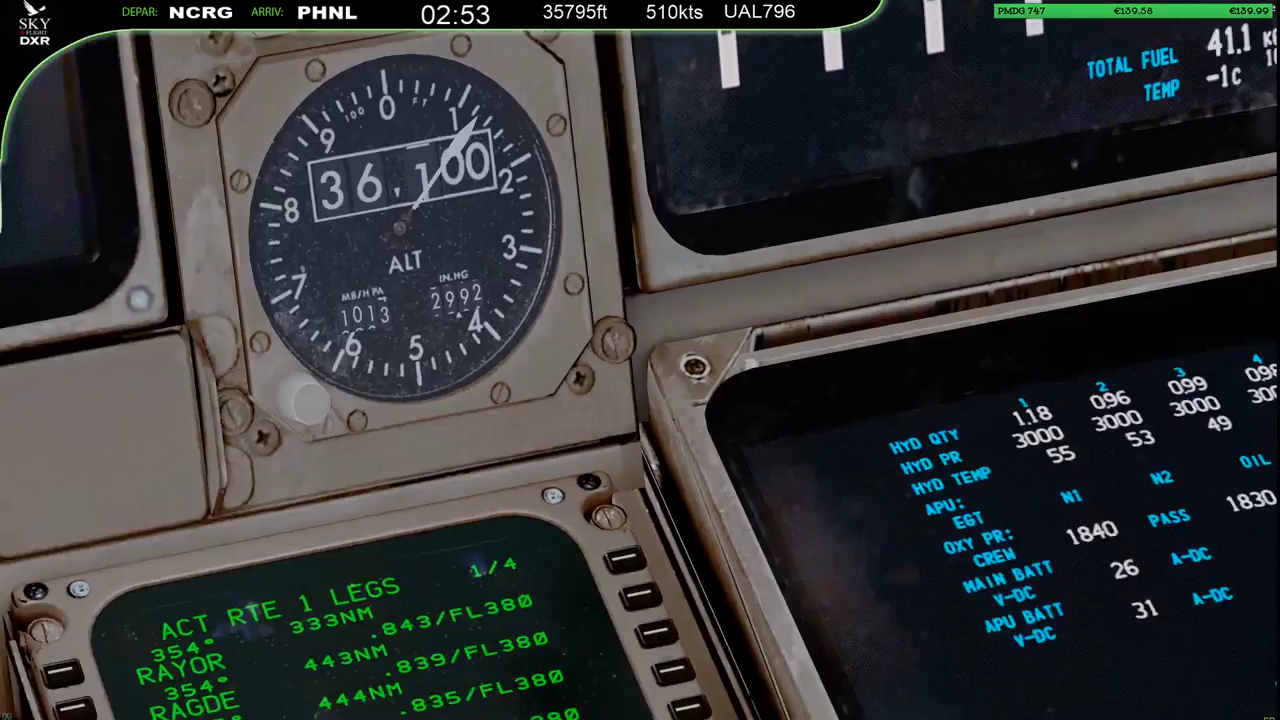 SKY
DXR
DEPAR: NCRG ARRIV: PHNL 02:53 35795ft 510kts UAL796
PMDG 747 €139.58 €139.99
TOTAL FUEL 41.1
TEMP -1c
0
1
2
3
4
5
6
7
8
9
100 FT
36,100
ALT
MB/HPA IN.HG
1013 2992
1 2 3 4
HYD QTY 1.18 0.96 0.99
HYD PR 3000 3000 3000
HYD TEMP 55 53 49
APU: N1 N2 OIL
EGT
OXY PR:
CREW 1840 PASS 1830
MAIN BATT
V-DC 26 A-DC
APU BATT
V-DC 31 A-DC
ACT RTE 1 LEGS 1/4
354° 333NM
RAYOR .843/FL380
354° 443NM
RAGDE .839/FL380
444NM
.835/FL380